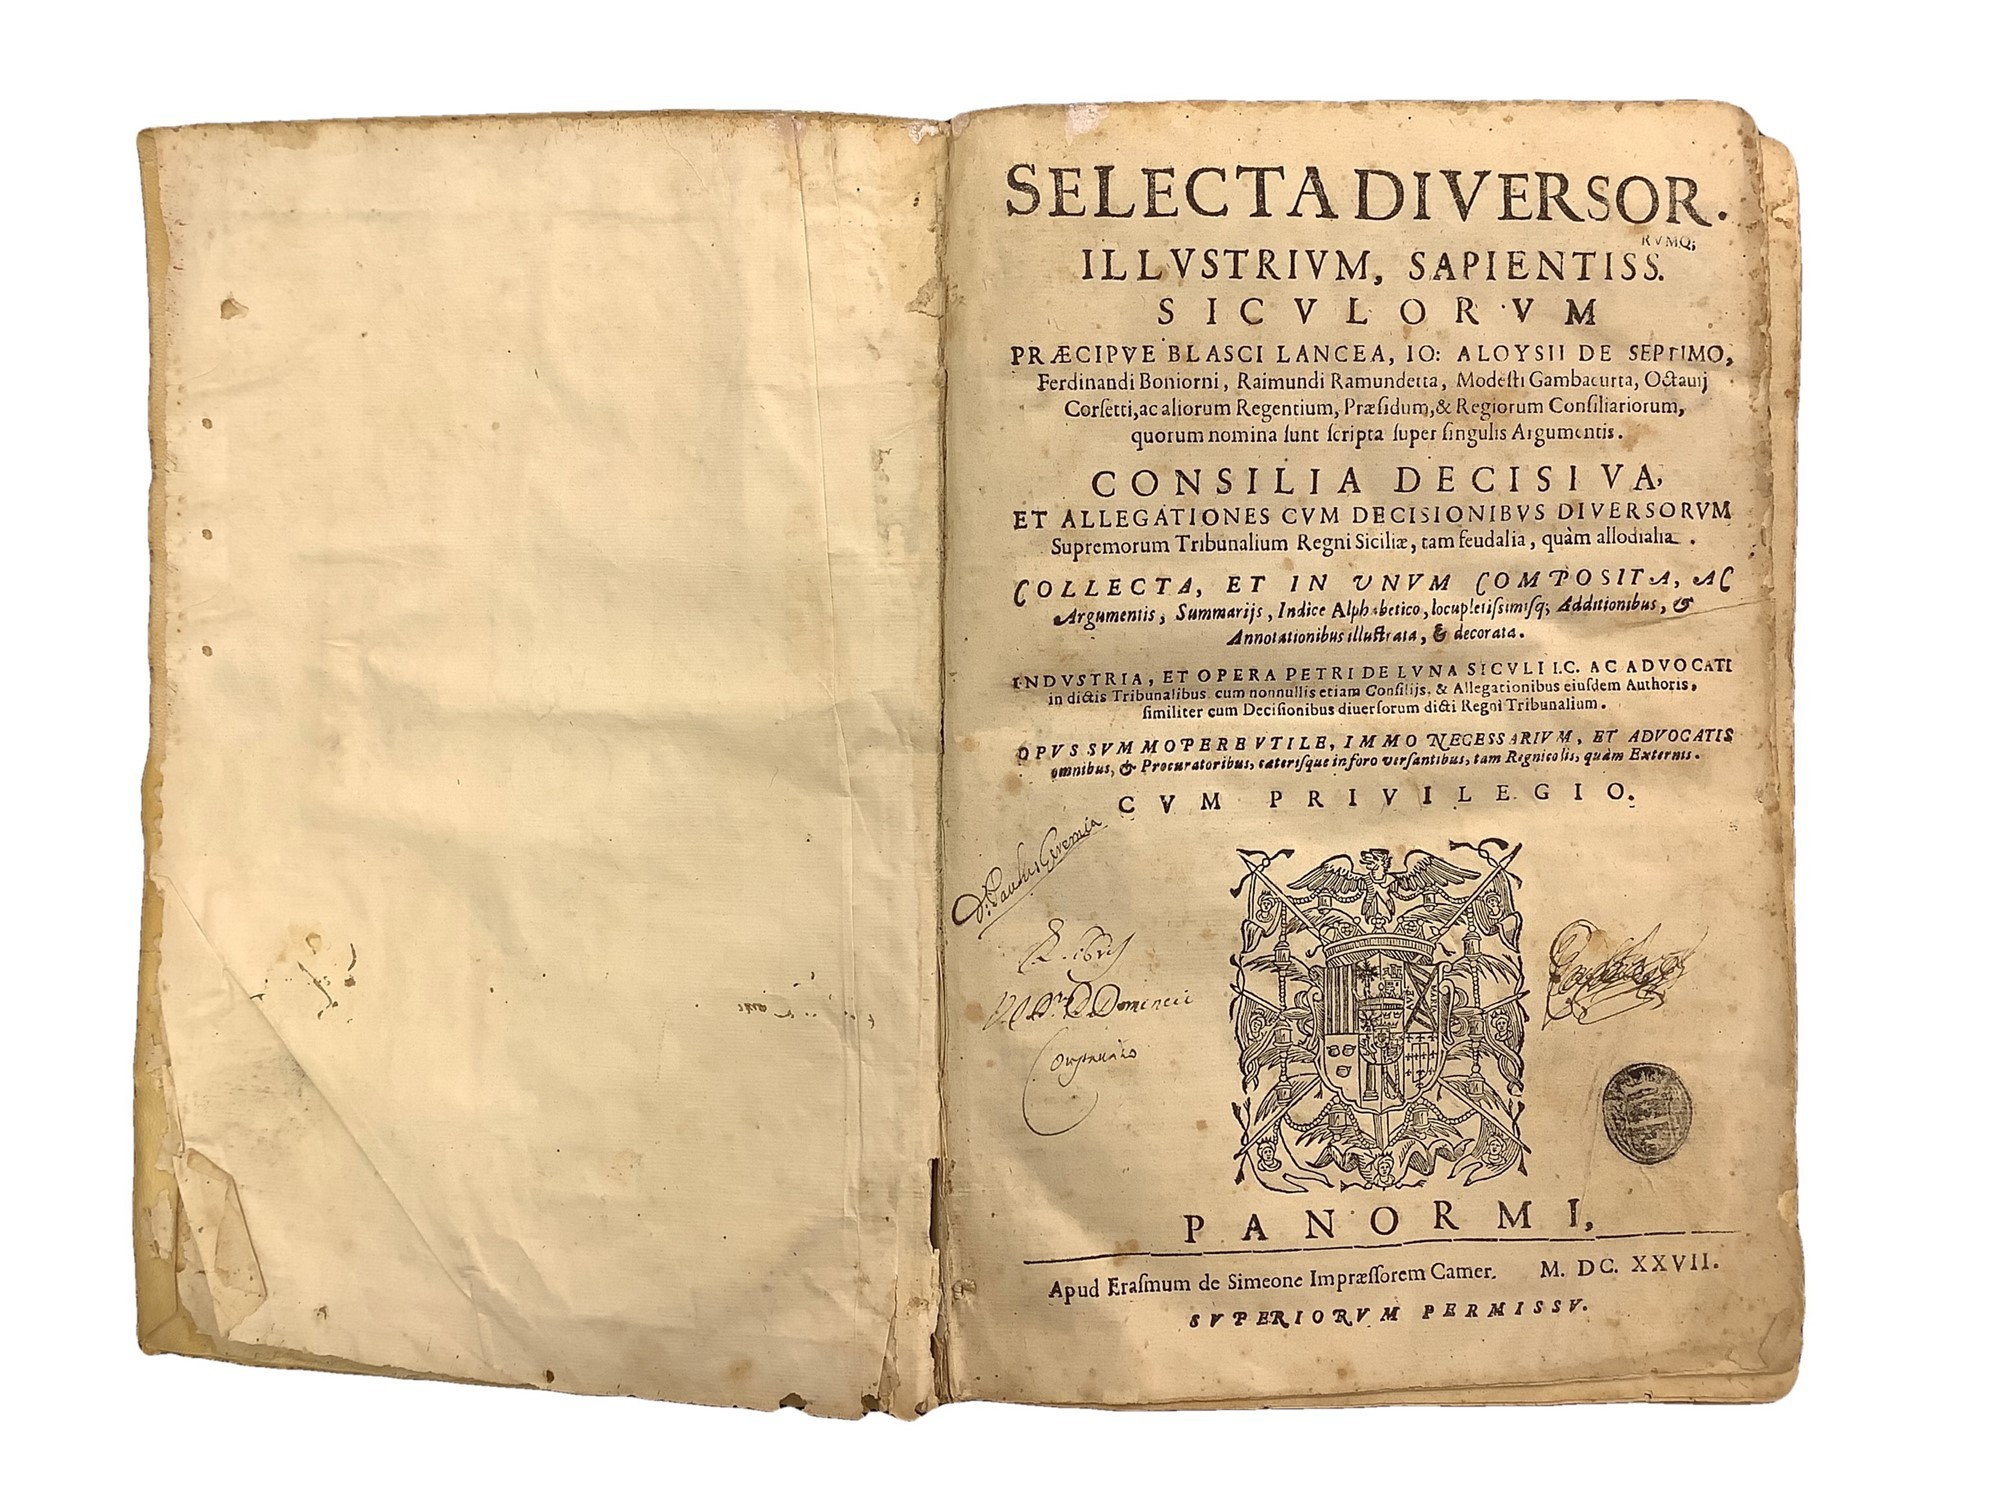 SELECTA DIVERSOR.
RVMQ;
ILLVSTRIVM, SAPIENTISS.
SICVLORVM
PRÆCIPVE BLASCI LANCEA, IO: ALOYSII DE SEPTIMO,
Ferdinandi Boniorni, Raimundi Ramundetta, Modesti Gambacurta, Octauij
Corsetti, ac aliorum Regentium, Præsidum, & Regiorum Consiliariorum,
quorum nomina sunt scripta super singulis Argumentis.
CONSILIA DECISIVA,
ET ALLEGATIONES CVM DECISIONIBVS DIVERSORVM
Supremorum Tribunalium Regni Siciliæ, tam feudalia, quàm allodialia.
COLLECTA, ET IN UNVM COMPOSITA, AC
Argumentis, Summarijs, Indice Alphabetico, locupletissimisq; Additionibus, &
Annotationibus illustrata, & decorata.
INDVSTRIA, ET OPERA PETRI DE LVNA SICVLI I.C. AC ADVOCATI
in dictis Tribunalibus cum nonnullis etiam Consilijs, & Allegationibus eiusdem Authoris,
similiter cum Decisionibus diuersorum dicti Regni Tribunalium.
OPVS SVMMOPERE VTILE, IMMO NECESSARIVM, ET ADVOCATIS
omnibus, & Procuratoribus, cæterisque in foro versantibus, tam Regnicolis, quàm Externis.
CVM PRIVILEGIO.
Paulus Geremia
PANORMI,
Apud Erasmum de Simeone Impræssorem Camer. M. DC. XXVII.
SVPERIORVM PERMISSV.